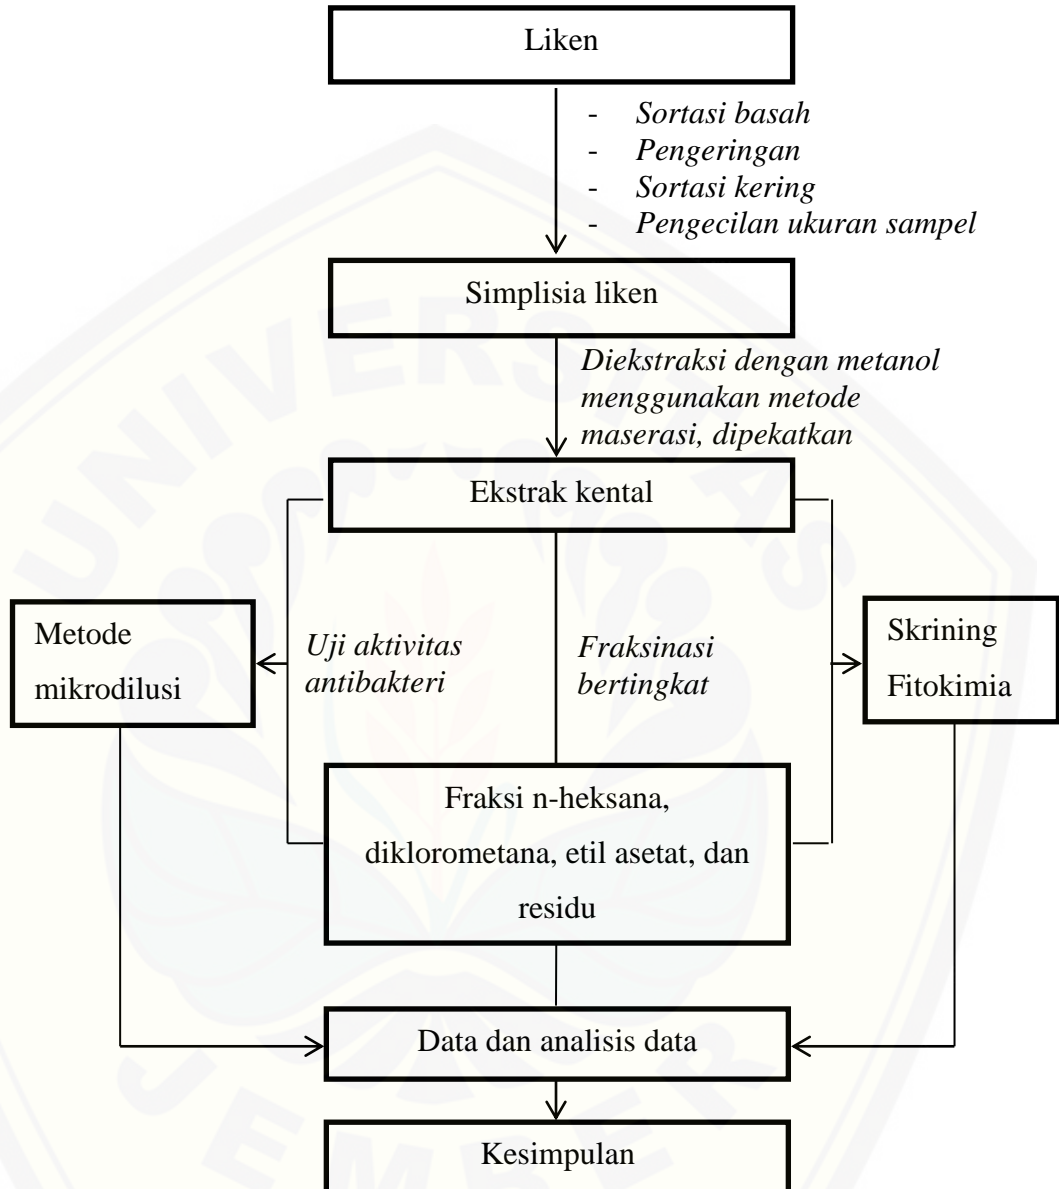 Liken
- Sortasi basah
- Pengeringan
- Sortasi kering
- Pengecilan ukuran sampel
Simplisia liken
Diekstraksi dengan metanol
menggunakan metode
maserasi, dipekatkan
Ekstrak kental
Metode
mikrodilusi
Uji aktivitas
antibakteri
Fraksinasi
bertingkat
Skrining
Fitokimia
Fraksi n-heksana,
diklorometana, etil asetat, dan
residu
Data dan analisis data
Kesimpulan
UNIVERSITAS
JEMBER